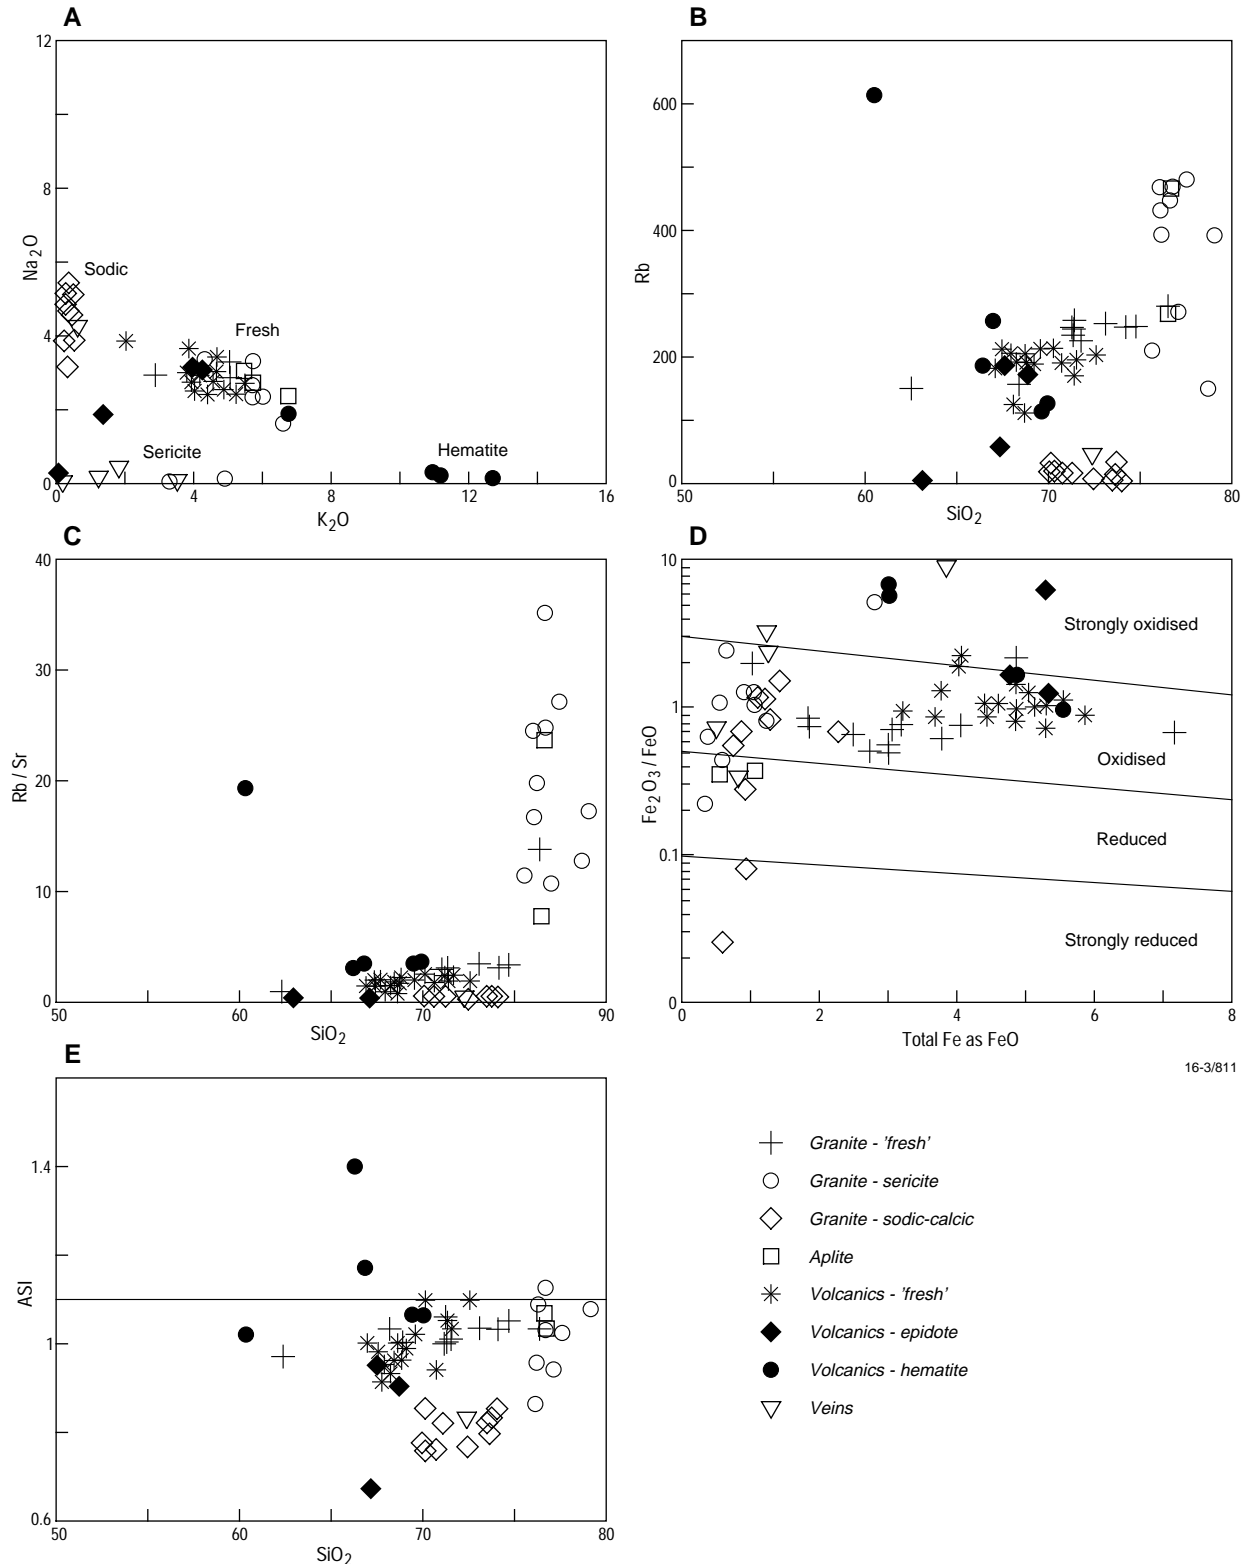 A
12
8
4
0
Na2O
Sodic
Fresh
Sericite
Hematite
0
4
8
12
16
K2O
B
600
400
200
0
Rb
50
60
70
80
SiO2
C
40
30
20
10
0
Rb / Sr
50
60
70
90
SiO2
D
10
1
0.1
0
Fe2O3 / FeO
Strongly oxidised
Oxidised
Reduced
Strongly reduced
0
2
4
6
8
Total Fe as FeO
16-3/811
E
1.4
1
0.6
ASI
50
60
70
80
SiO2
Granite - 'fresh'
Granite - sericite
Granite - sodic-calcic
Aplite
Volcanics - 'fresh'
Volcanics - epidote
Volcanics - hematite
Veins